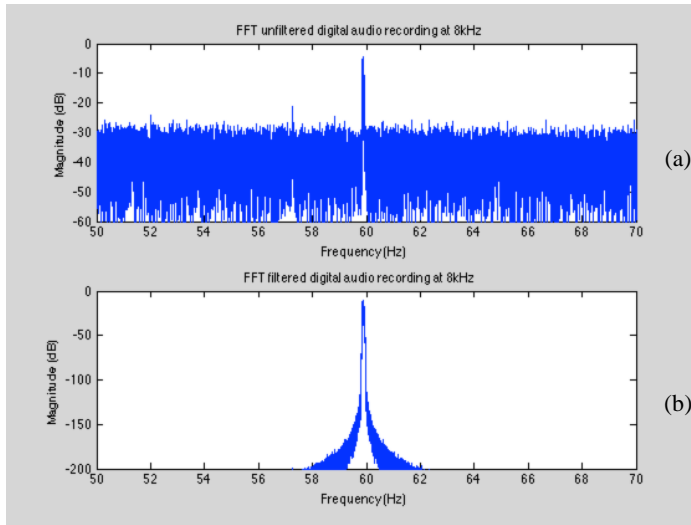 FFT unfiltered digital audio recording at 8kHz
0
-10
-20
-30
-40
-50
-60
Magnitude (dB)
50 52 54 56 58 60 62 64 66 68 70
Frequency(Hz)
(a)
FFT filtered digital audio recording at 8kHz
0
-50
-100
-150
-200
Magnitude (dB)
50 52 54 56 58 60 62 64 66 68 70
Frequency(Hz)
(b)